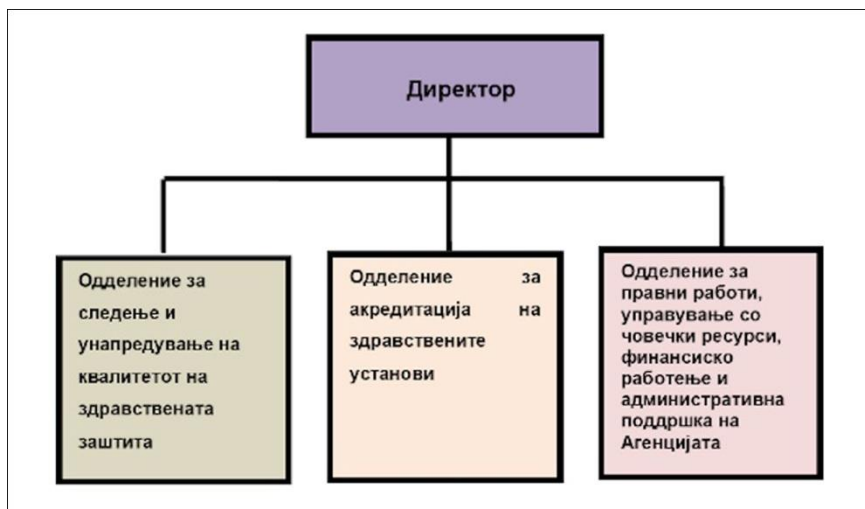 Директор
Одделение за
следење и
унапредување на
квалитетот на
здравствената
заштита
Одделение за
акредитација на
здравствените
установи
Одделение за
правни работи,
управување со
човечки ресурси,
финансиско
работење и
административна
поддршка на
Агенцијата